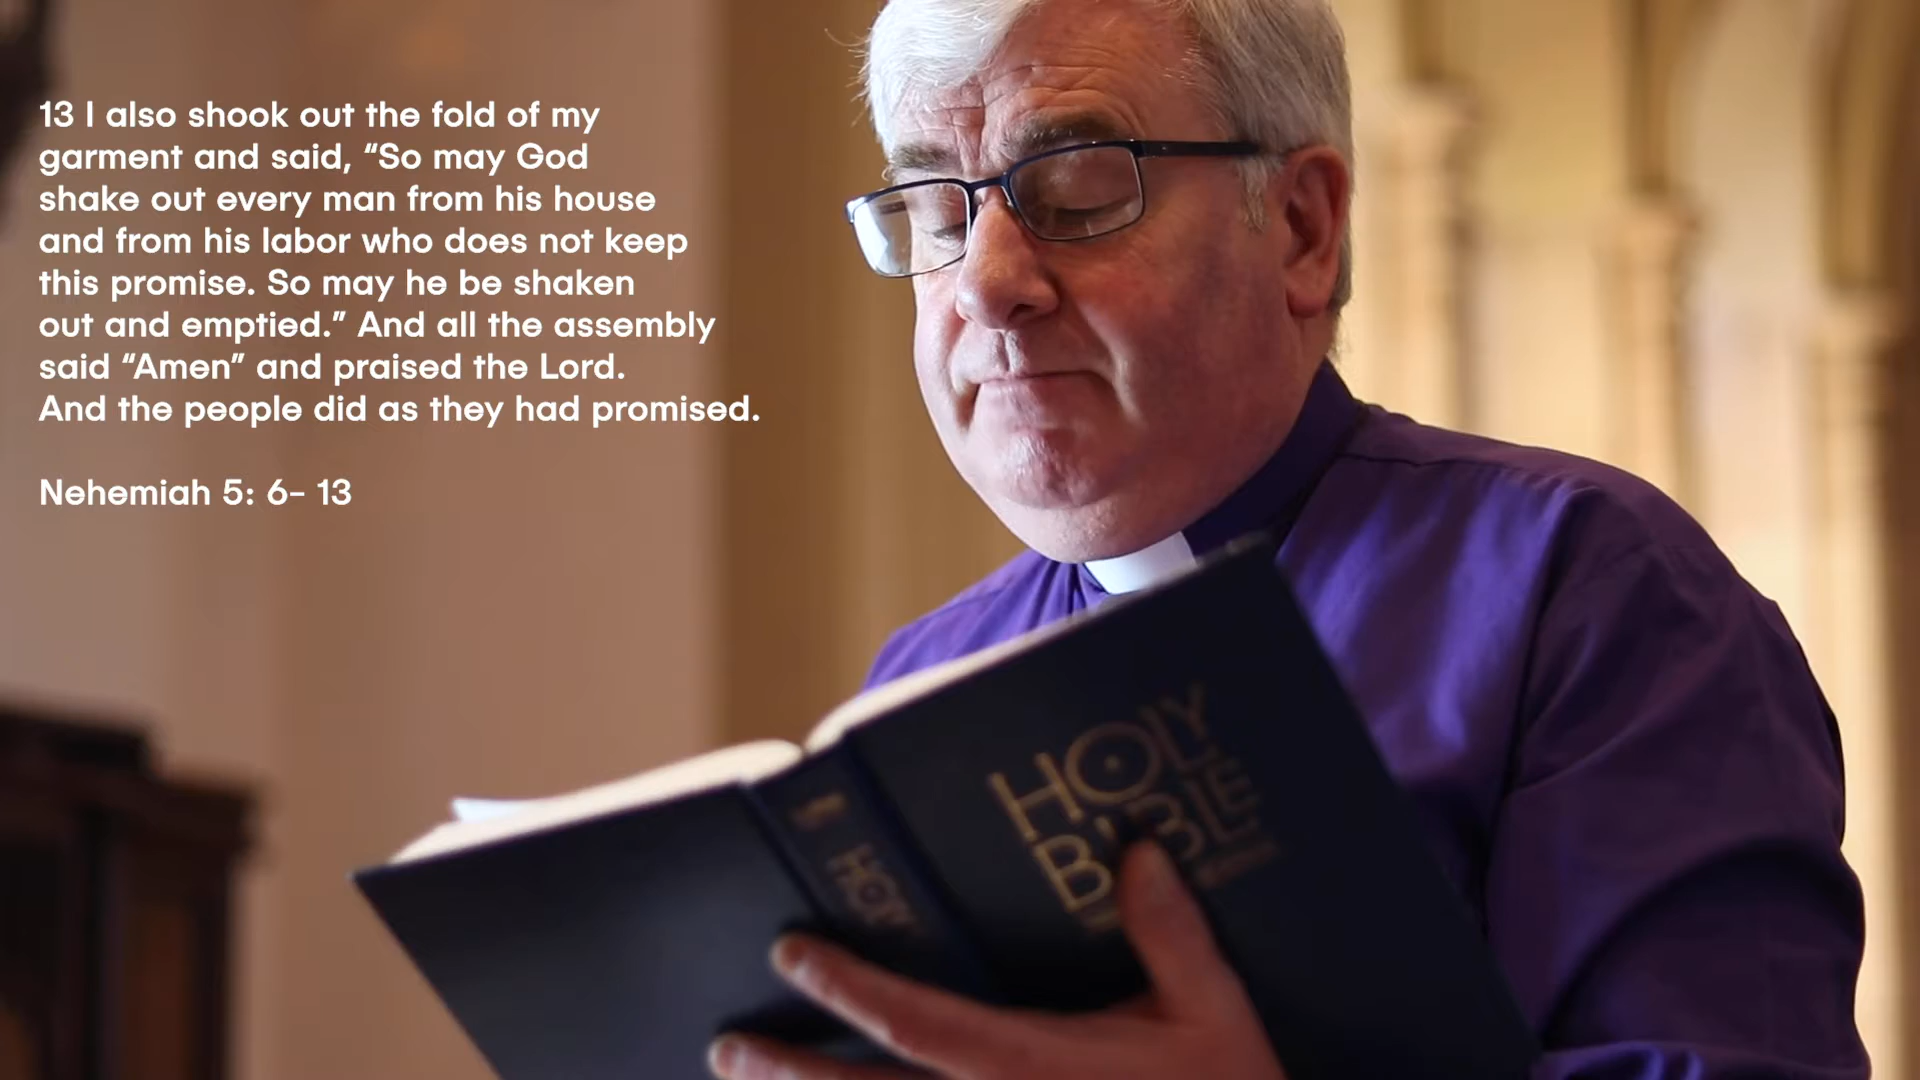 13 I also shook out the fold of my
garment and said, “So may God
shake out every man from his house
and from his labor who does not keep
this promise. So may he be shaken
out and emptied.” And all the assembly
said “Amen” and praised the Lord.
And the people did as they had promised.
Nehemiah 5: 6– 13
HOLY
BIBLE
HOLY